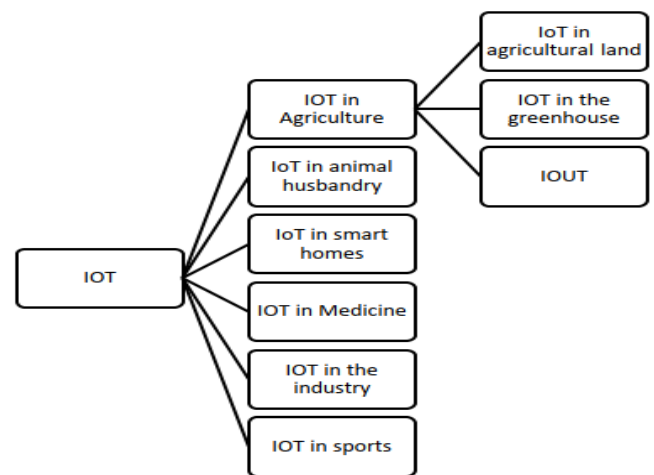 IoT in
agricultural land
IOT in
Agriculture
IOT in the
greenhouse
IoT in animal
husbandry
IOUT
IoT in smart
homes
IOT
IOT in Medicine
IOT in the
industry
IOT in sports